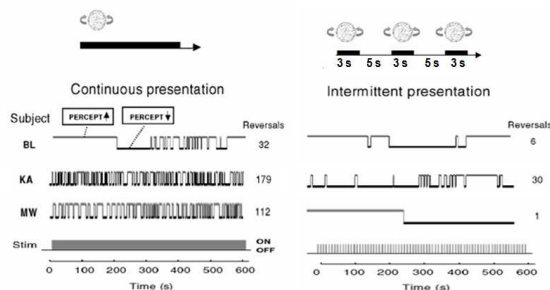 3 s 5 s 3 s 5 s 3 s
Continuous presentation
Intermittent presentation
Subject
PERCEPT
PERCEPT
Reversals
Reversals
BL
32
6
KA
179
30
MW
112
1
Stim
ON
OFF
0 100 200 300 400 500 600
0 100 200 300 400 500 600
Time (s)
Time (s)